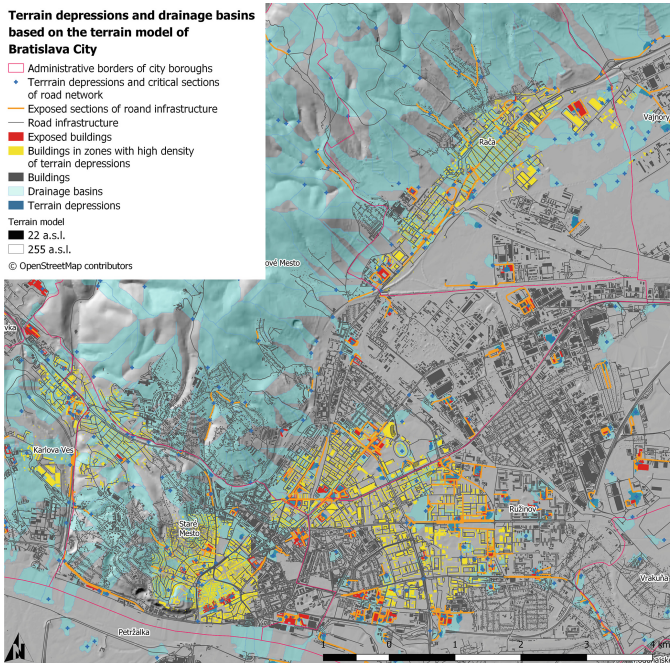 Terrain depressions and drainage basins
based on the terrain model of
Bratislava City
Administrative borders of city boroughs
Terrrain depressions and critical sections
of road network
Exposed sections of roand infrastructure
Road infrastructure
Exposed buildings
Buildings in zones with high density
of terrain depressions
Buildings
Drainage basins
Terrain depressions
Terrain model
22 a.s.l.
255 a.s.l.
© OpenStreetMap contributors
Vajnory
Rača
ové Mesto
vka
Karlova Ves
Staré
Mesto
Ružinov
Vrakuňa
Petržalka
1 0 1 2 3 4
N